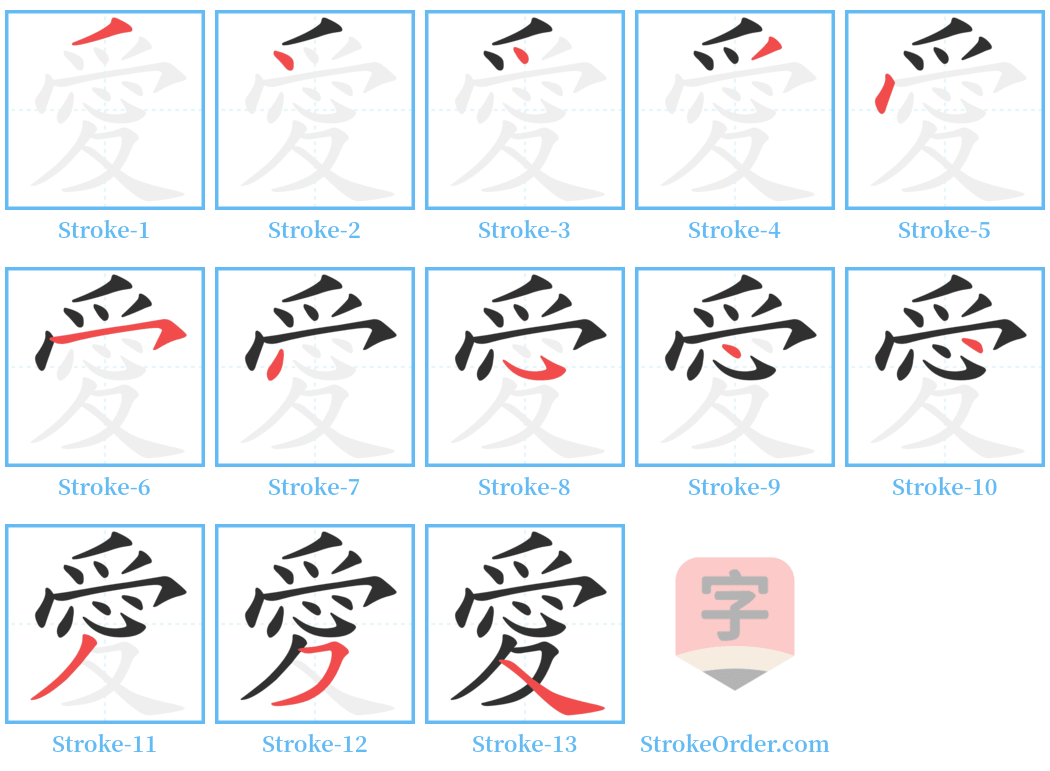 愛 愛 愛 愛 愛
Stroke-1 Stroke-2 Stroke-3 Stroke-4 Stroke-5
愛 愛 愛 愛 愛
Stroke-6 Stroke-7 Stroke-8 Stroke-9 Stroke-10
愛 愛 愛 字
Stroke-11 Stroke-12 Stroke-13 StrokeOrder.com